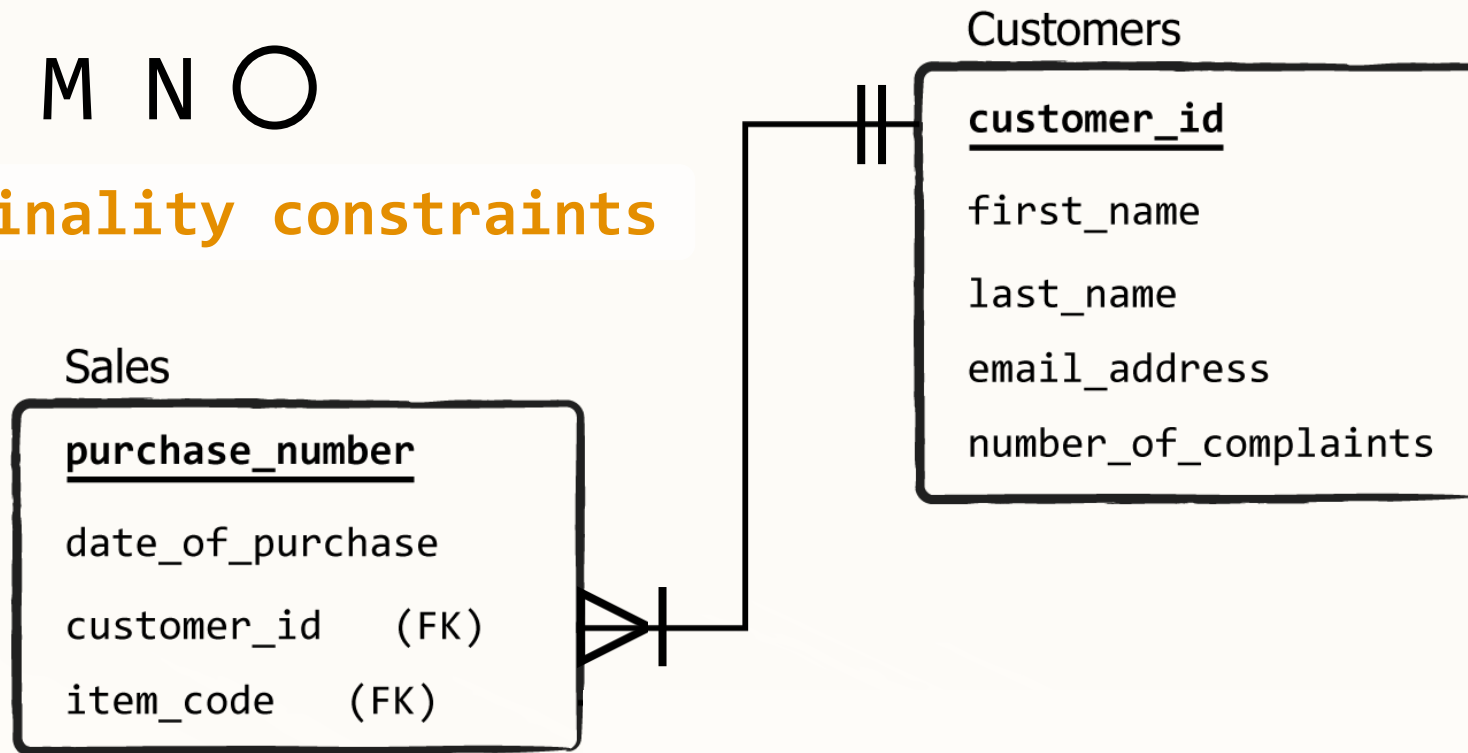 M N O
inality constraints
Sales
purchase_number
date_of_purchase
customer_id (FK)
item_code (FK)
Customers
customer_id
first_name
last_name
email_address
number_of_complaints